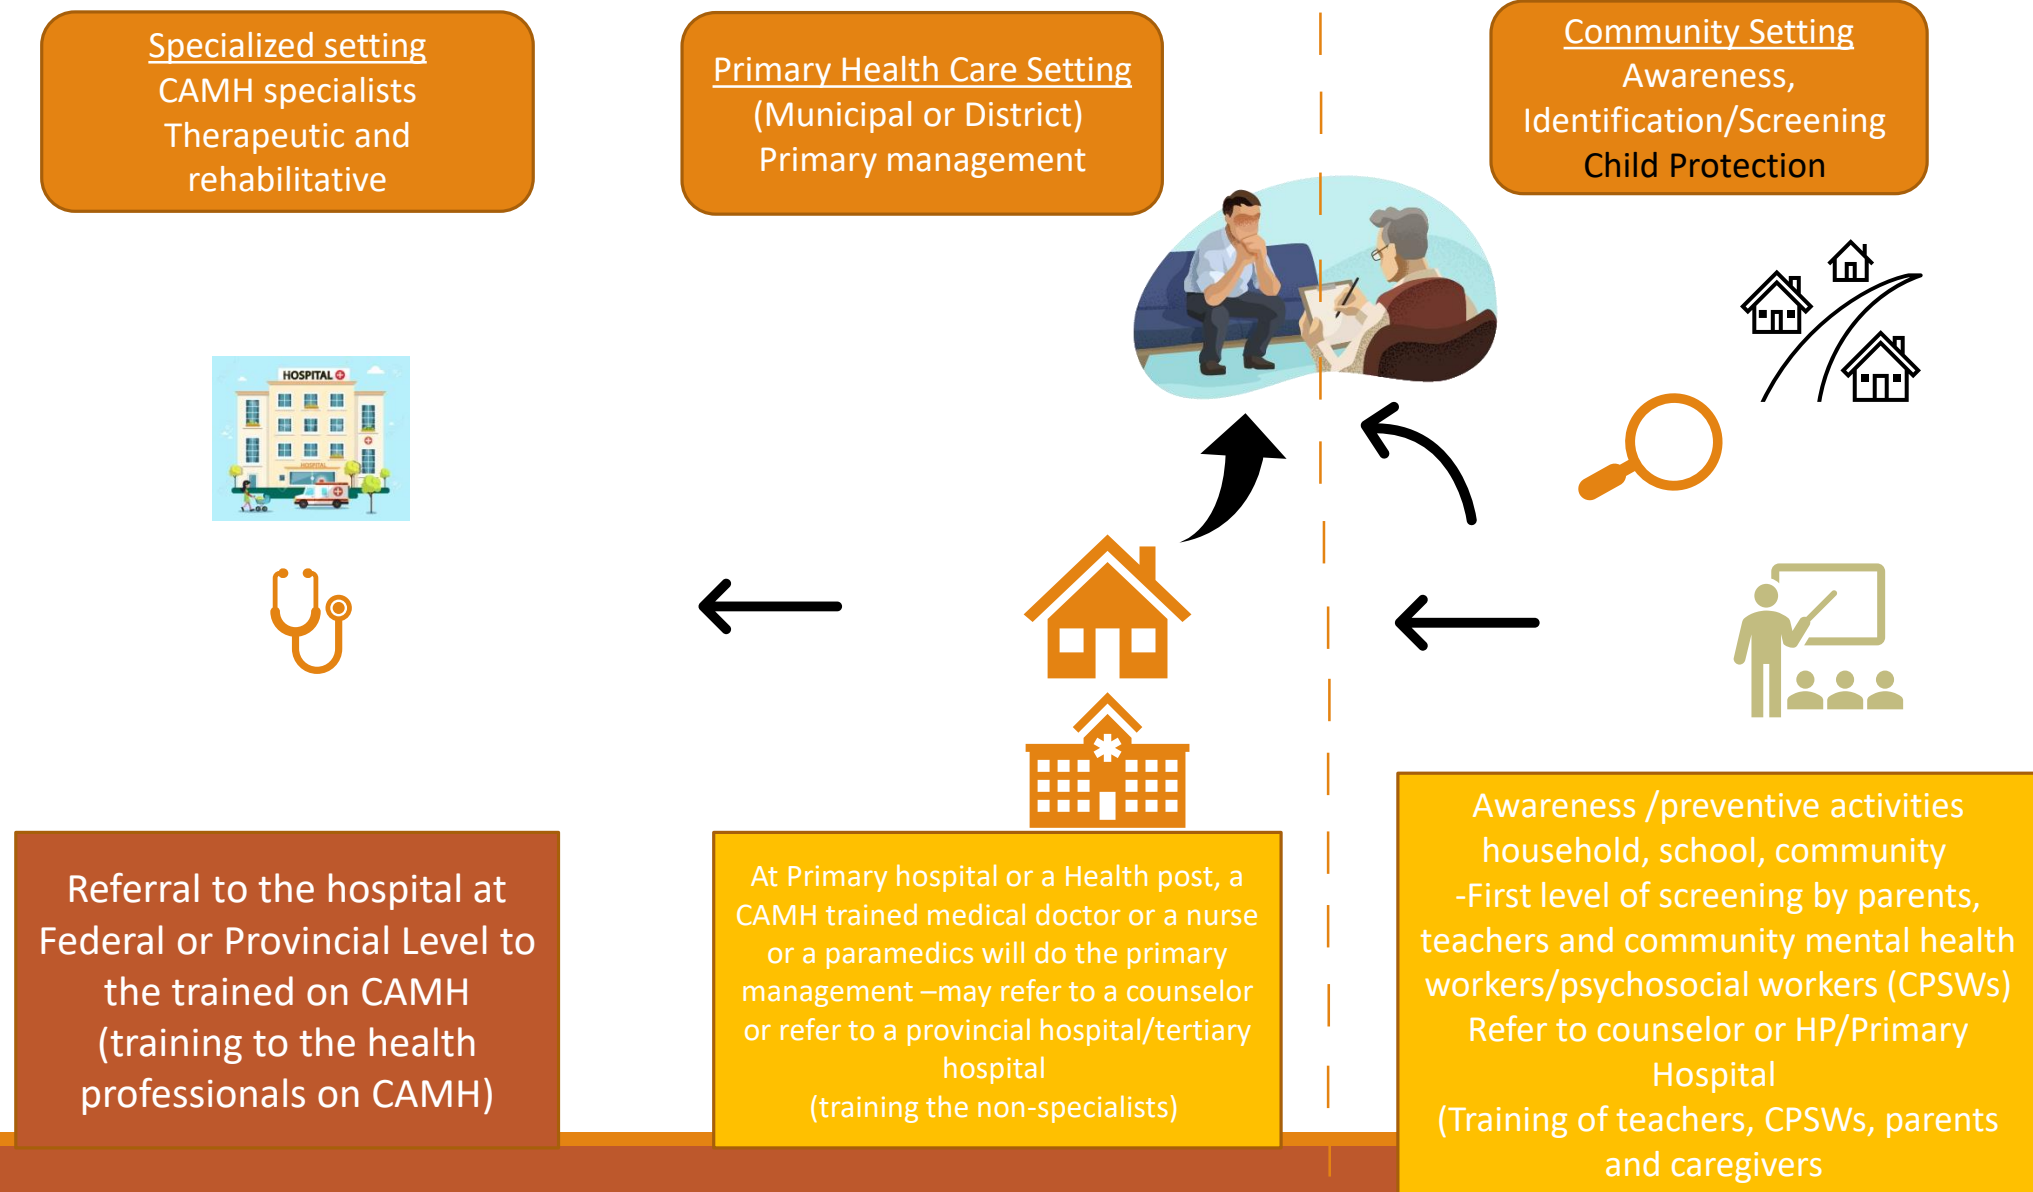 Specialized setting
CAMH specialists
Therapeutic and
rehabilitative
Primary Health Care Setting
(Municipal or District)
Primary management
Community Setting
Awareness,
Identification/Screening
Child Protection
HOSPITAL
HOSPITAL
Referral to the hospital at
Federal or Provincial Level to
the trained on CAMH
(training to the health
professionals on CAMH)
At Primary hospital or a Health post, a
CAMH trained medical doctor or a nurse
or a paramedics will do the primary
management –may refer to a counselor
or refer to a provincial hospital/tertiary
hospital
(training the non-specialists)
Awareness /preventive activities
household, school, community
-First level of screening by parents,
teachers and community mental health
workers/psychosocial workers (CPSWs)
Refer to counselor or HP/Primary
Hospital
(Training of teachers, CPSWs, parents
and caregivers